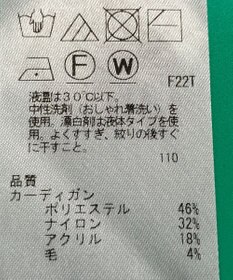 F W
F22T
液温は30℃以下。
中性洗剤(おしゃれ着洗い)を
使用。漂白剤は液体タイプを使
用。よくすすぎ、絞りの後すぐ
に干すこと。
110
品質
カーディガン
ポリエステル 46%
ナイロン 32%
アクリル 18%
毛 4%